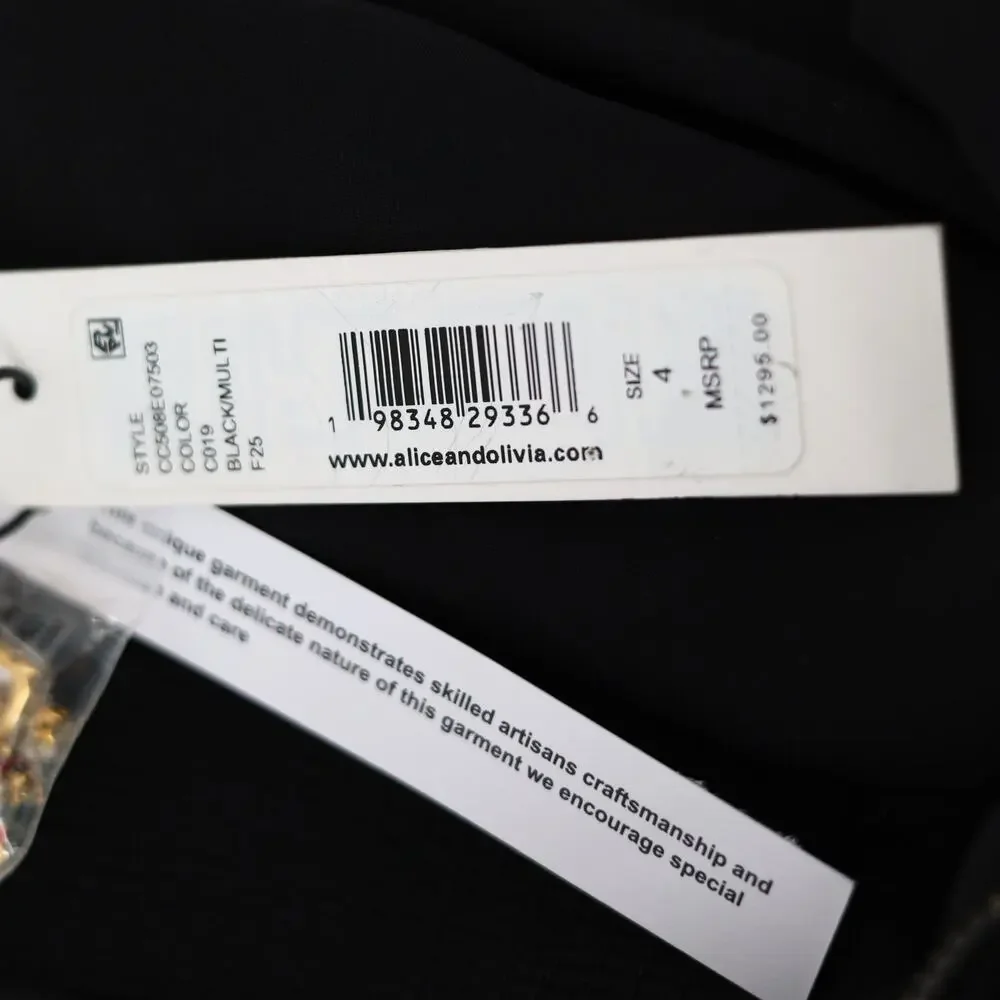 STYLE
CC508E07503
COLOR
C019
BLACK/MULTI
F25
1 98348 29336 6
www.aliceandolivia.com
SIZE
4
MSRP
$1295.00
garment demonstrates skilled artisans craftsmanship and
of the delicate nature of this garment we encourage special
and care